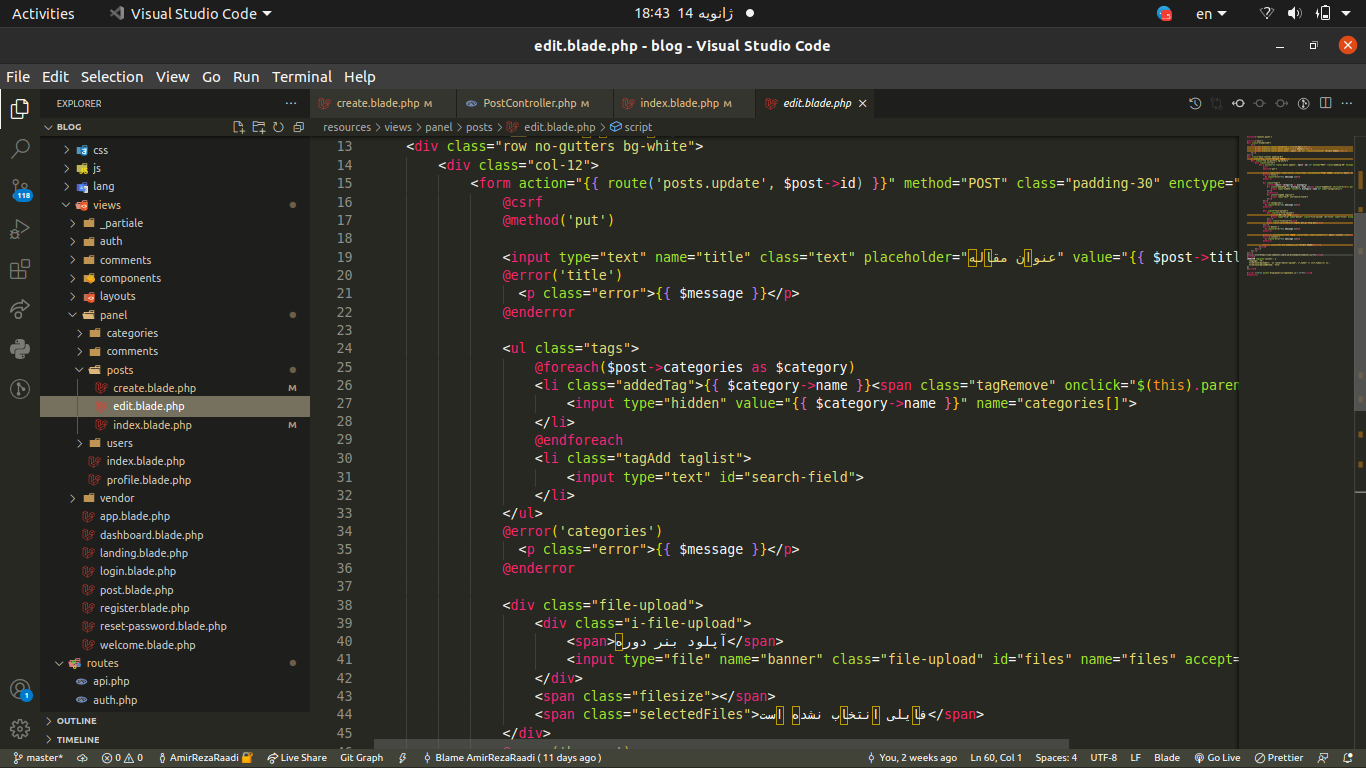 Activities
Visual Studio Code
18:43 14 ژانویه
en
edit.blade.php - blog - Visual Studio Code
File Edit Selection View Go Run Terminal Help
EXPLORER
BLOG
css
js
lang
views
_partiale
auth
comments
components
layouts
panel
categories
comments
posts
create.blade.php M
edit.blade.php
index.blade.php M
users
index.blade.php
profile.blade.php
vendor
app.blade.php
dashboard.blade.php
landing.blade.php
login.blade.php
post.blade.php
register.blade.php
reset-password.blade.php
welcome.blade.php
routes
api.php
auth.php
OUTLINE
TIMELINE
118
1
create.blade.php M
PostController.php M
index.blade.php M
edit.blade.php
resources > views > panel > posts > edit.blade.php > script
13 <div class="row no-gutters bg-white">
14 <div class="col-12">
15 <form action="{{ route('posts.update', $post->id) }}" method="POST" class="padding-30" enctype="
16 @csrf
17 @method('put')
18
19 <input type="text" name="title" class="text" placeholder="عنوان مقاله" value="{{ $post->titl
20 @error('title')
21 <p class="error">{{ $message }}</p>
22 @enderror
23
24 <ul class="tags">
25 @foreach($post->categories as $category)
26 <li class="addedTag">{{ $category->name }}<span class="tagRemove" onclick="$(this).paren
27 <input type="hidden" value="{{ $category->name }}" name="categories[]">
28 </li>
29 @endforeach
30 <li class="tagAdd taglist">
31 <input type="text" id="search-field">
32 </li>
33 </ul>
34 @error('categories')
35 <p class="error">{{ $message }}</p>
36 @enderror
37
38 <div class="file-upload">
39 <div class="i-file-upload">
40 <span>آپلود بنر دوره</span>
41 <input type="file" name="banner" class="file-upload" id="files" name="files" accept=
42 </div>
43 <span class="filesize"></span>
44 <span class="selectedFiles">فایلی انتخاب نشده است</span>
45 </div>
master*
0 0
AmirRezaRaadi
Live Share
Git Graph
Blame AmirRezaRaadi ( 11 days ago )
You, 2 weeks ago
Ln 60, Col 1
Spaces: 4
UTF-8
LF
Blade
Go Live
Prettier